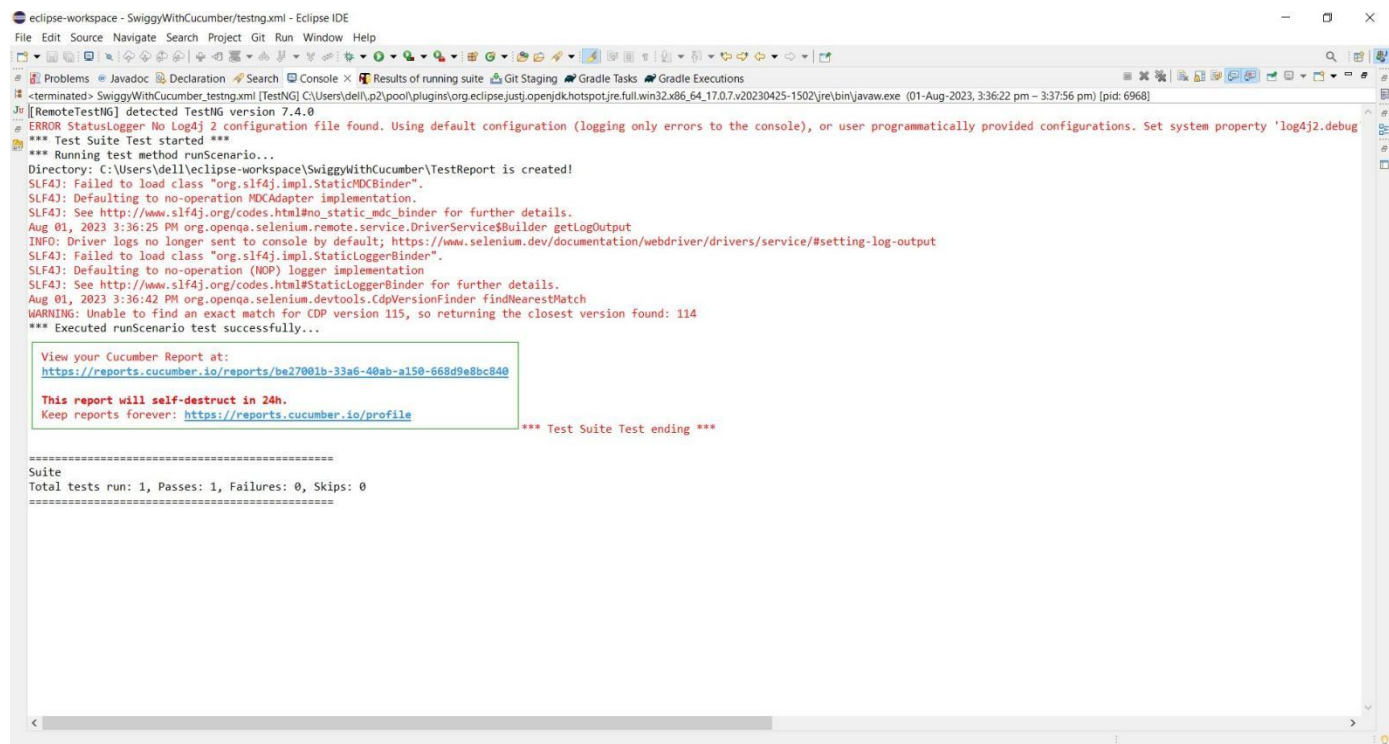 eclipse-workspace - SwiggyWithCucumber/testng.xml - Eclipse IDE
File Edit Source Navigate Search Project Git Run Window Help
Problems Javadoc Declaration Search Console Results of running suite Git Staging Gradle Tasks Gradle Executions
<terminated> SwiggyWithCucumber_testng.xml [TestNG] C:\Users\dell\.p2\pool\plugins\org.eclipse.justj.openjdk.hotspot.jre.full.win32.x86_64_17.0.7.v20230425-1502\jre\bin\javaw.exe (01-Aug-2023, 3:36:22 pm – 3:37:56 pm) [pid: 6968]
[RemoteTestNG] detected TestNG version 7.4.0
ERROR StatusLogger No Log4j 2 configuration file found. Using default configuration (logging only errors to the console), or user programmatically provided configurations. Set system property 'log4j2.debug'
*** Test Suite Test started ***
*** Running test method runScenario...
Directory: C:\Users\dell\eclipse-workspace\SwiggyWithCucumber\TestReport is created!
SLF4J: Failed to load class "org.slf4j.impl.StaticMDCBinder".
SLF4J: Defaulting to no-operation MDCAdapter implementation.
SLF4J: See http://www.slf4j.org/codes.html#no_static_mdc_binder for further details.
Aug 01, 2023 3:36:25 PM org.openqa.selenium.remote.service.DriverService$Builder getLogOutput
INFO: Driver logs no longer sent to console by default; https://www.selenium.dev/documentation/webdriver/drivers/service/#setting-log-output
SLF4J: Failed to load class "org.slf4j.impl.StaticLoggerBinder".
SLF4J: Defaulting to no-operation (NOP) logger implementation
SLF4J: See http://www.slf4j.org/codes.html#StaticLoggerBinder for further details.
Aug 01, 2023 3:36:42 PM org.openqa.selenium.devtools.CdpVersionFinder findNearestMatch
WARNING: Unable to find an exact match for CDP version 115, so returning the closest version found: 114
*** Executed runScenario test successfully...
View your Cucumber Report at:
https://reports.cucumber.io/reports/be27001b-33a6-40ab-a150-668d9e8bc840
This report will self-destruct in 24h.
Keep reports forever: https://reports.cucumber.io/profile
*** Test Suite Test ending ***
===============================================
Suite
Total tests run: 1, Passes: 1, Failures: 0, Skips: 0
===============================================